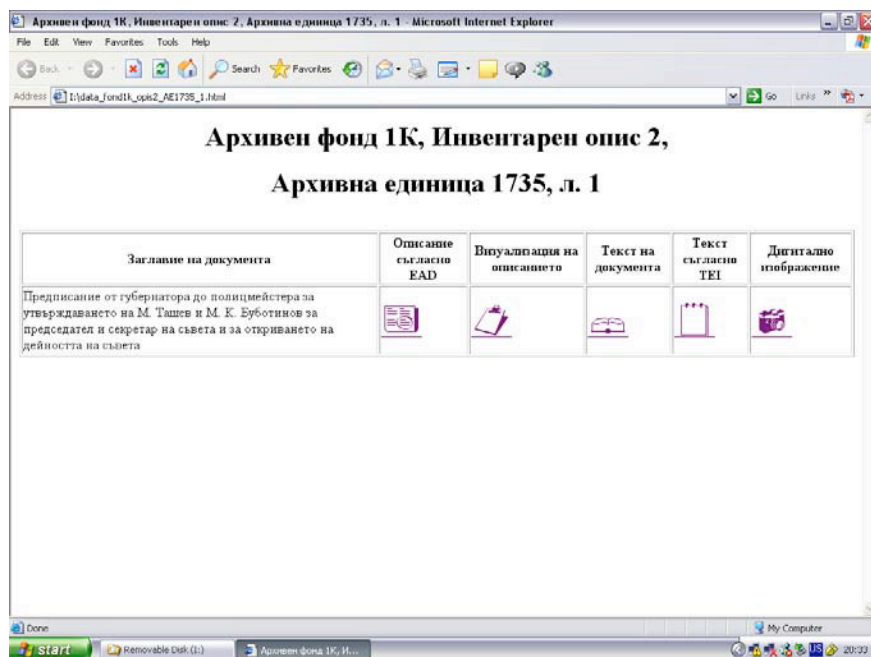 Архивен фонд 1К, Инвентарен опис 2, Архивна единица 1735, л. 1 - Microsoft Internet Explorer
File Edit View Favorites Tools Help
Back Search Favorites
Address I:\data_fond1k_opis2_AE1735_1.html Go Links »
Архивен фонд 1К, Инвентарен опис 2,
Архивна единица 1735, л. 1
Заглавие на документа
Описание
съгласно
EAD
Визуализация на
описанието
Текст на
документа
Текст
съгласно
TEI
Дигитално
изображение
Предписание от губернатора до полицмейстера за
утвърждаването на М. Ташев и М. К. Буботинов за
председател и секретар на съвета и за откриването на
дейността на съвета
Done My Computer
start Removable Disk (I:) Архивен фонд 1К, И... US 20:33